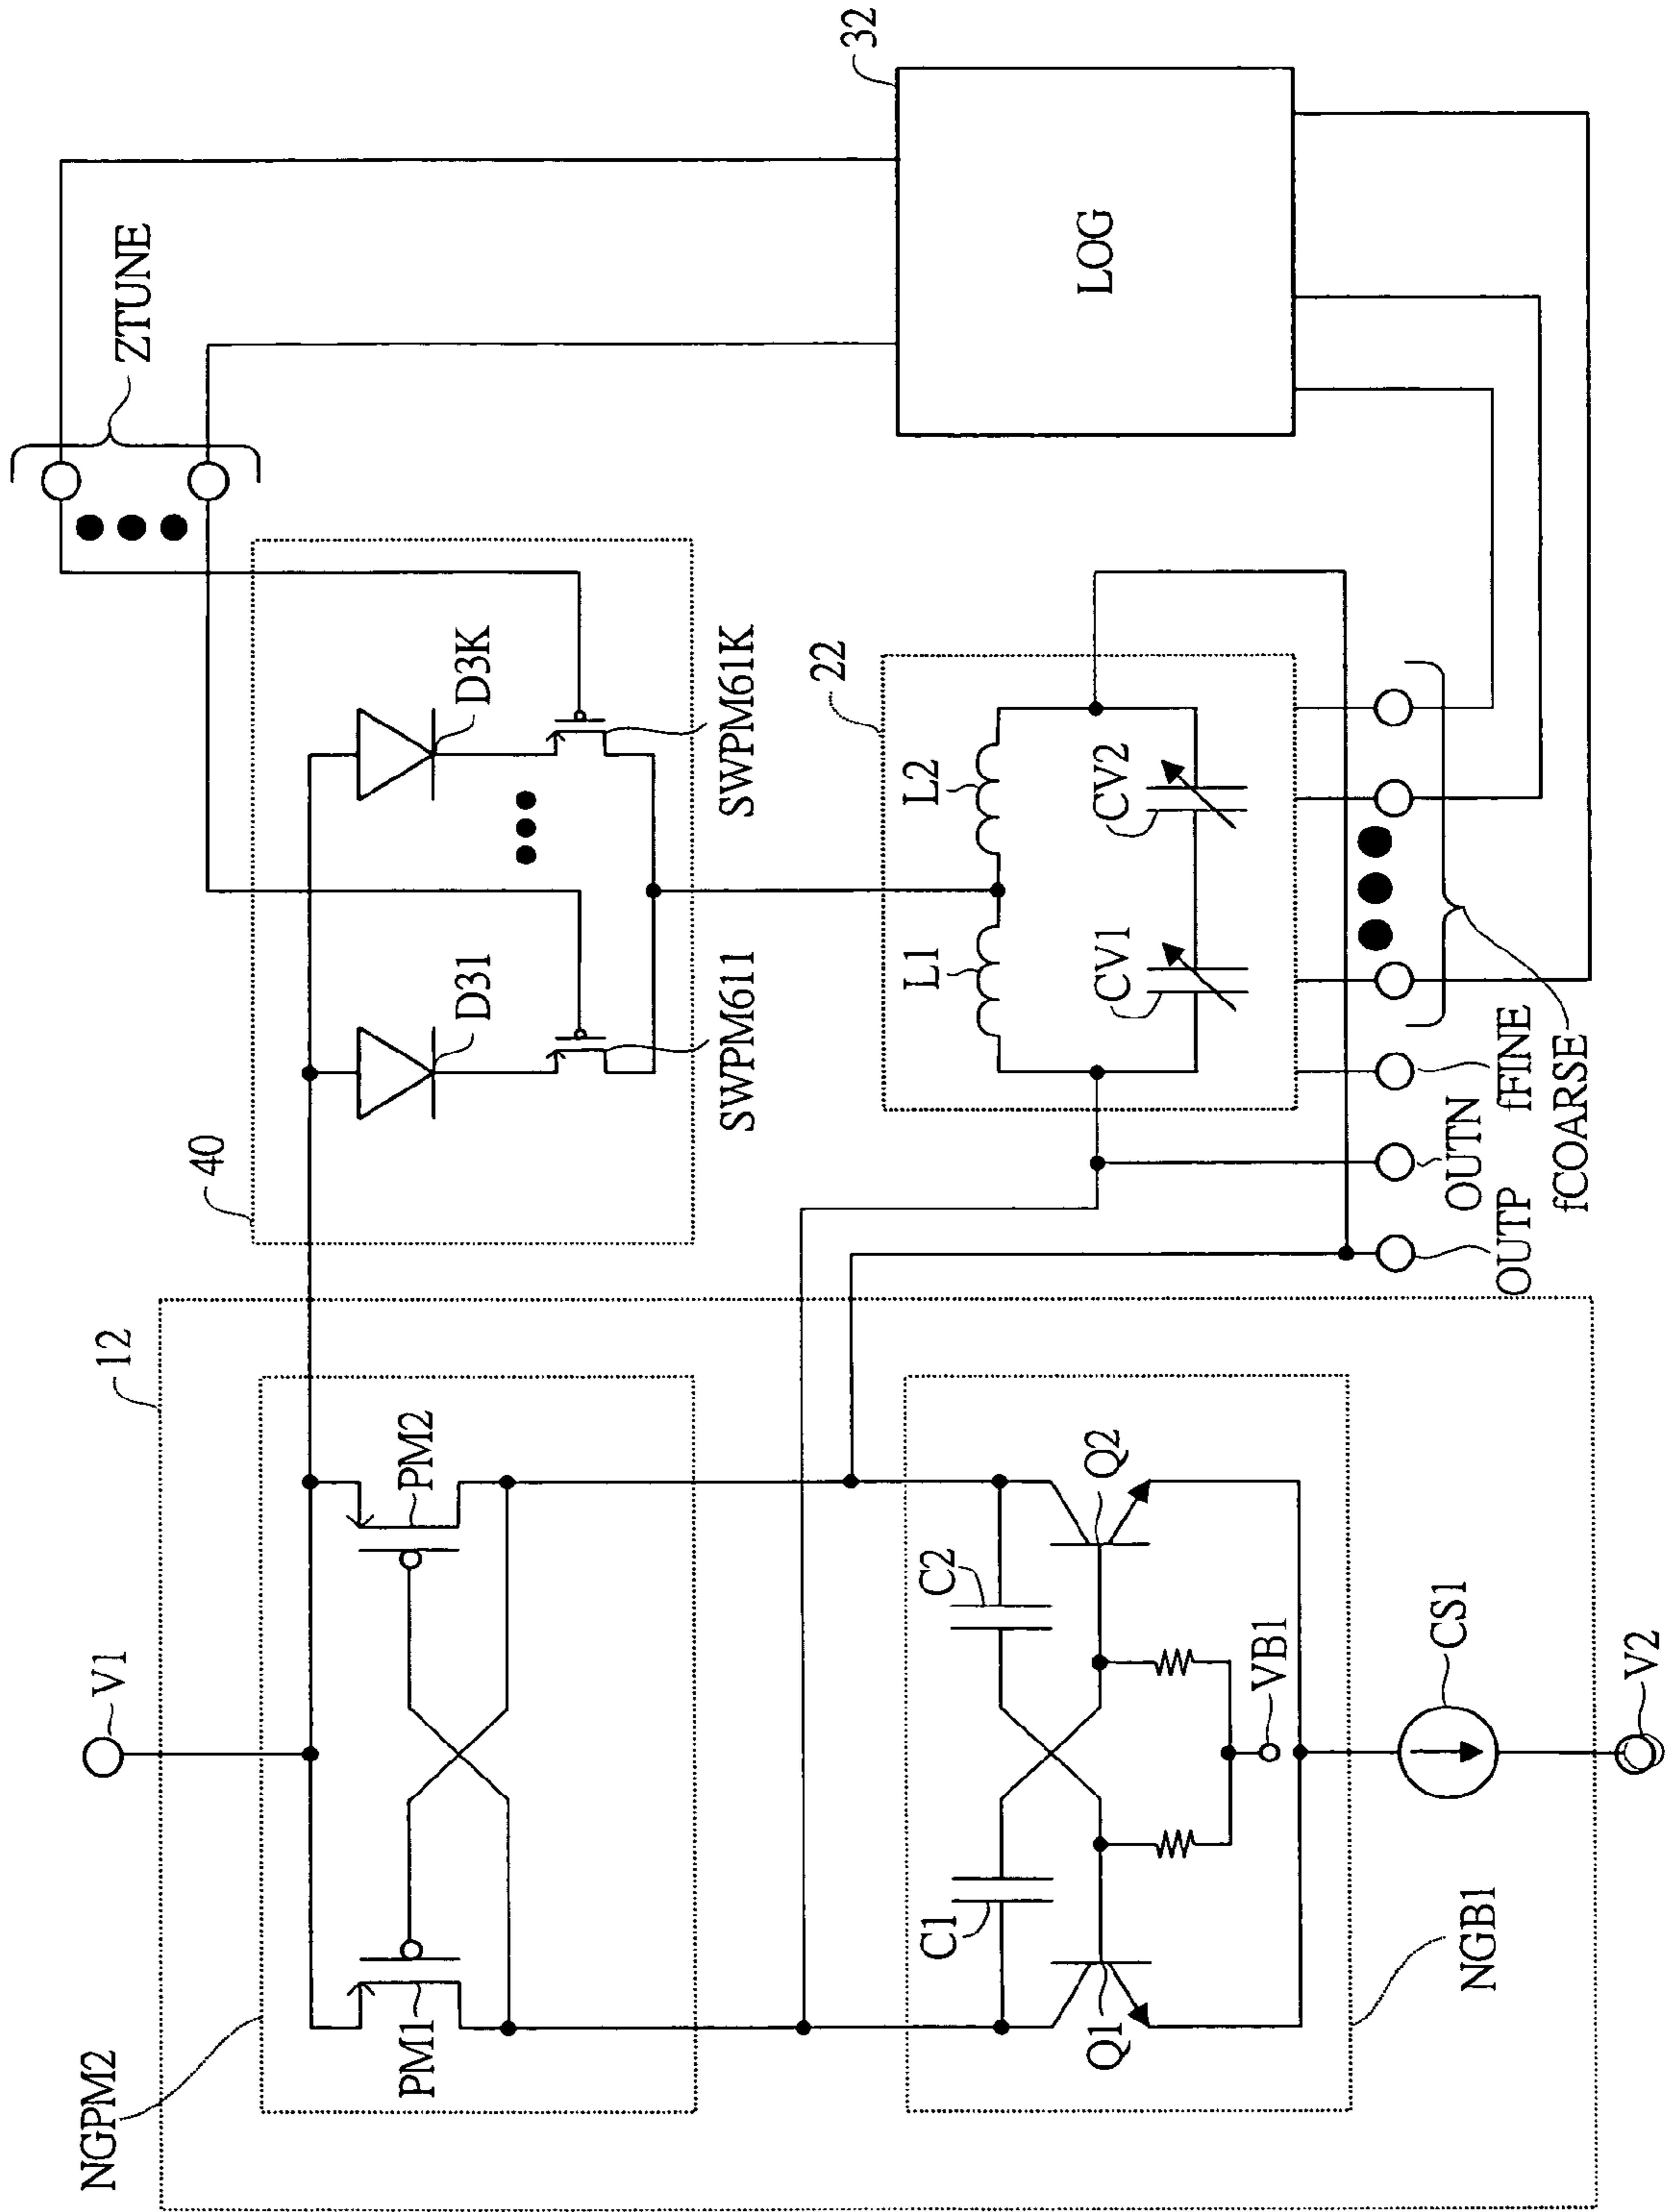 NGPM2
12
V1
PM1
PM2
40
D31
D3K
SWPM611
SWPM61K
ZTUNE
32
LOG
22
L1
L2
CV1
CV2
C1
C2
Q1
Q2
VB1
NGB1
CS1
V2
OUTP
OUTN
fFINE
fCOARSE